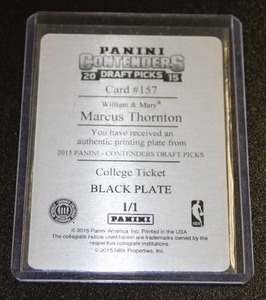 PANINI
CONTENDERS
20 DRAFT PICKS 15
Card #157
William & Mary®
Marcus Thornton
You have received an
authentic printing plate from
2015 PANINI - CONTENDERS DRAFT PICKS
College Ticket
BLACK PLATE
1/1
PANINI
NBA
© 2015 Panini America, Inc. Printed in the USA
The collegiate indicia used herein are trademarks owned by the
respective collegiate institutions
© 2015 NBA Properties, Inc.